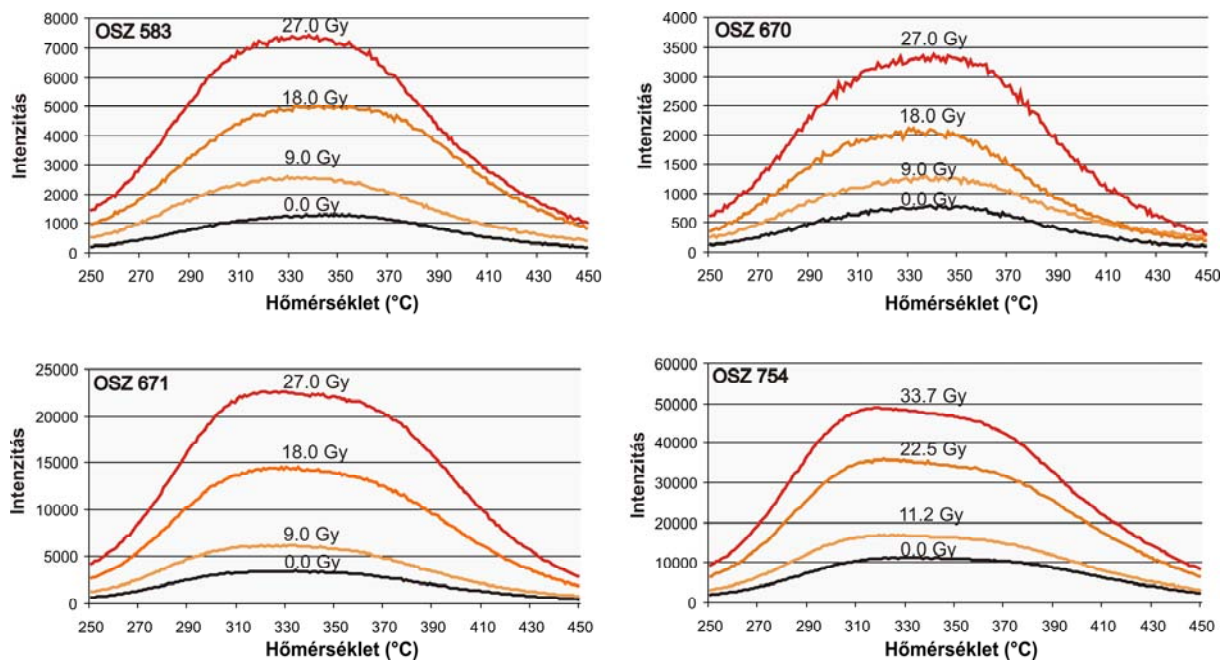 OSZ 583
Intenzitás
8000
7000
6000
5000
4000
3000
2000
1000
0
27.0 Gy
18.0 Gy
9.0 Gy
0.0 Gy
250 270 290 310 330 350 370 390 410 430 450
Hőmérséklet (°C)
OSZ 670
Intenzitás
4000
3500
3000
2500
2000
1500
1000
500
0
27.0 Gy
18.0 Gy
9.0 Gy
0.0 Gy
250 270 290 310 330 350 370 390 410 430 450
Hőmérséklet (°C)
OSZ 671
Intenzitás
25000
20000
15000
10000
5000
0
27.0 Gy
18.0 Gy
9.0 Gy
0.0 Gy
250 270 290 310 330 350 370 390 410 430 450
Hőmérséklet (°C)
OSZ 754
Intenzitás
60000
50000
40000
30000
20000
10000
0
33.7 Gy
22.5 Gy
11.2 Gy
0.0 Gy
250 270 290 310 330 350 370 390 410 430 450
Hőmérséklet (°C)